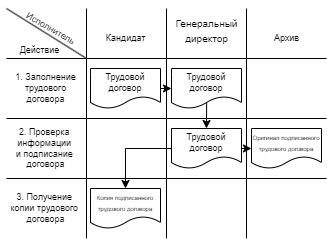 Исполнитель
Действие
Кандидат
Генеральный
директор
Архив
1. Заполнение
трудового
договора
Трудовой
договор
Трудовой
договор
2. Проверка
информации
и подписание
договора
Трудовой
договор
Оригинал подписанного
трудового договора
3. Получение
копии трудового
договора
Копия подписанного
трудового договора